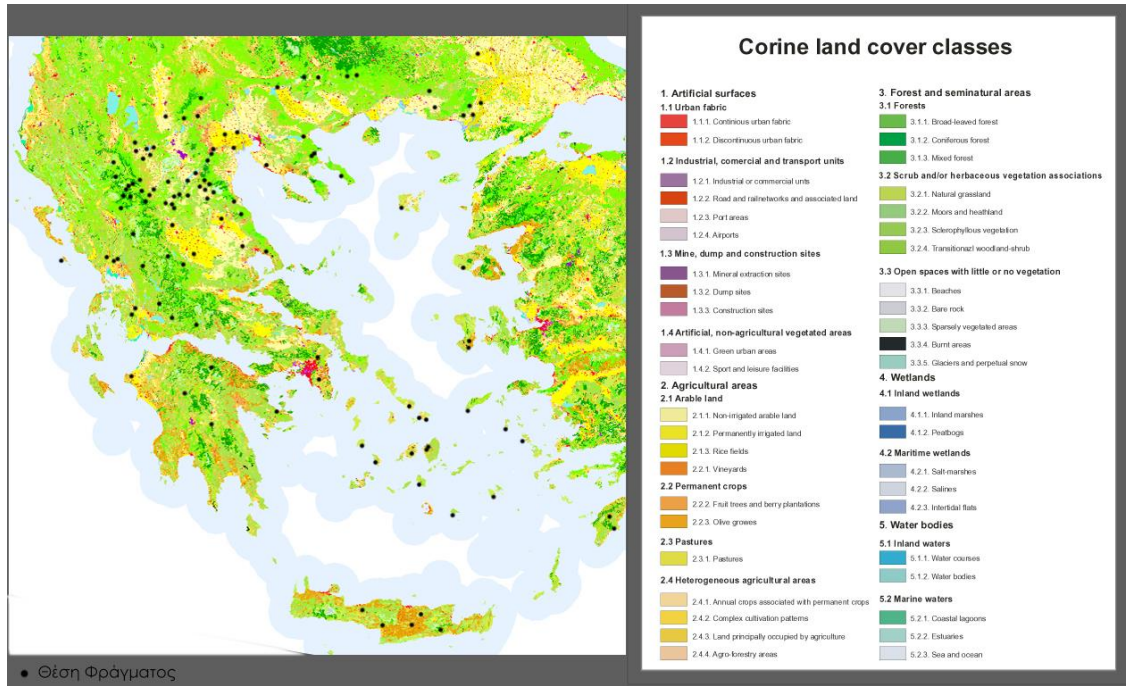 Corine land cover classes
1. Artificial surfaces
1.1 Urban fabric
1.1.1. Continious urban fabric
1.1.2. Discontinuous urban fabric
1.2 Industrial, comercial and transport units
1.2.1. Industrial or commercial unts
1.2.2. Road and railnetworks and associated land
1.2.3. Port areas
1.2.4. Airports
1.3 Mine, dump and construction sites
1.3.1. Mineral extraction sites
1.3.2. Dump sites
1.3.3. Construction sites
1.4 Artificial, non-agricultural vegetated areas
1.4.1. Green urban areas
1.4.2. Sport and leisure facilities
2. Agricultural areas
2.1 Arable land
2.1.1. Non-irrigated arable land
2.1.2. Permanently irrigated land
2.1.3. Rice fields
2.2.1. Vineyards
2.2 Permanent crops
2.2.2. Fruit trees and berry plantations
2.2.3. Olive growes
2.3 Pastures
2.3.1. Pastures
2.4 Heterogeneous agricultural areas
2.4.1. Annual crops associated with permanent crops
2.4.2. Complex cultivation patterns
2.4.3. Land principally occupied by agriculture
2.4.4. Agro-forestry areas
3. Forest and seminatural areas
3.1 Forests
3.1.1. Broad-leaved forest
3.1.2. Coniferous forest
3.1.3. Mixed forest
3.2 Scrub and/or herbaceous vegetation associations
3.2.1. Natural grassland
3.2.2. Moors and heathland
3.2.3. Sclerophyllous vegetation
3.2.4. Transitionazl woodland-shrub
3.3 Open spaces with little or no vegetation
3.3.1. Beaches
3.3.2. Bare rock
3.3.3. Sparsely vegetated areas
3.3.4. Burnt areas
3.3.5. Glaciers and perpetual snow
4. Wetlands
4.1 Inland wetlands
4.1.1. Inland marshes
4.1.2. Peatbogs
4.2 Maritime wetlands
4.2.1. Salt-marshes
4.2.2. Salines
4.2.3. Intertidal flats
5. Water bodies
5.1 Inland waters
5.1.1. Water courses
5.1.2. Water bodies
5.2 Marine waters
5.2.1. Coastal lagoons
5.2.2. Estuaries
5.2.3. Sea and ocean
Θέση Φράγματος